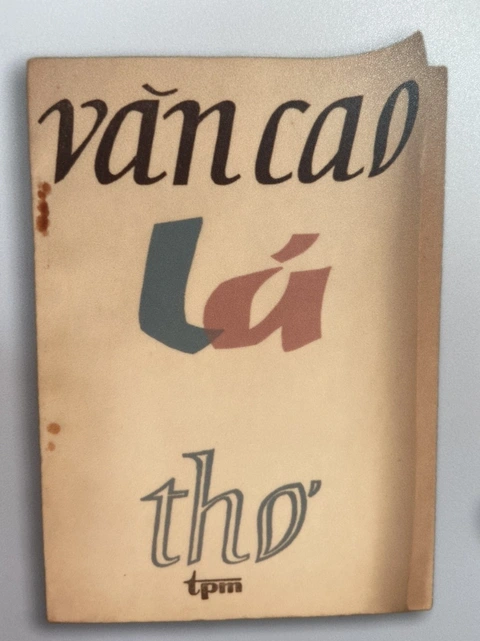 văn cao
lá
thơ
tpm